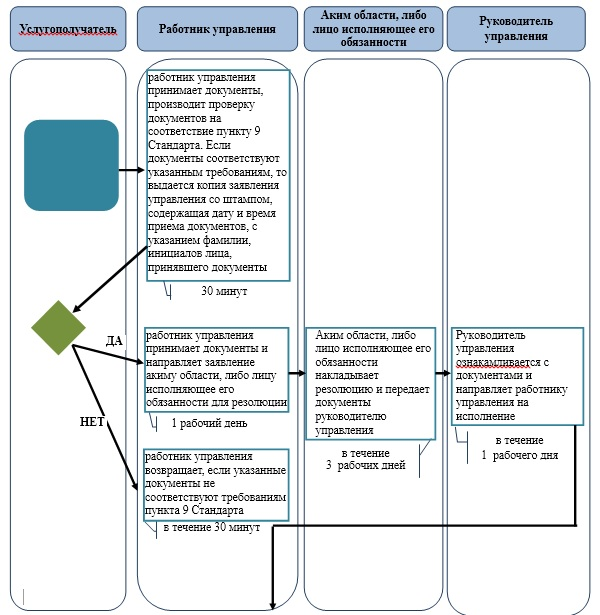 Услугополучатель
Работник управления
Аким области, либо
лицо исполняющее его
обязанности
Руководитель
управления
работник управления
принимает документы,
производит проверку
документов на
соответствие пункту 9
Стандарта. Если
документы соответствуют
указанным требованиям, то
выдается копия заявления
управления со штампом,
содержащая дату и время
приема документов, с
указанием фамилии,
инициалов лица,
принявшего документы
30 минут
ДА
работник управления
принимает документы и
направляет заявление
акиму области, либо лицу
исполняющее его
обязанности для резолюции
1 рабочий день
Аким области, либо
лицо исполняющее его
обязанности
накладывает
резолюцию и передает
документы
руководителю
управления
в течение
3 рабочих дней
Руководитель
управления
ознакамливается с
документами и
направляет работнику
управления на
исполнение
в течение
1 рабочего дня
НЕТ
работник управления
возвращает, если указанные
документы не
соответствуют требованиям
пункта 9 Стандарта
в течение 30 минут